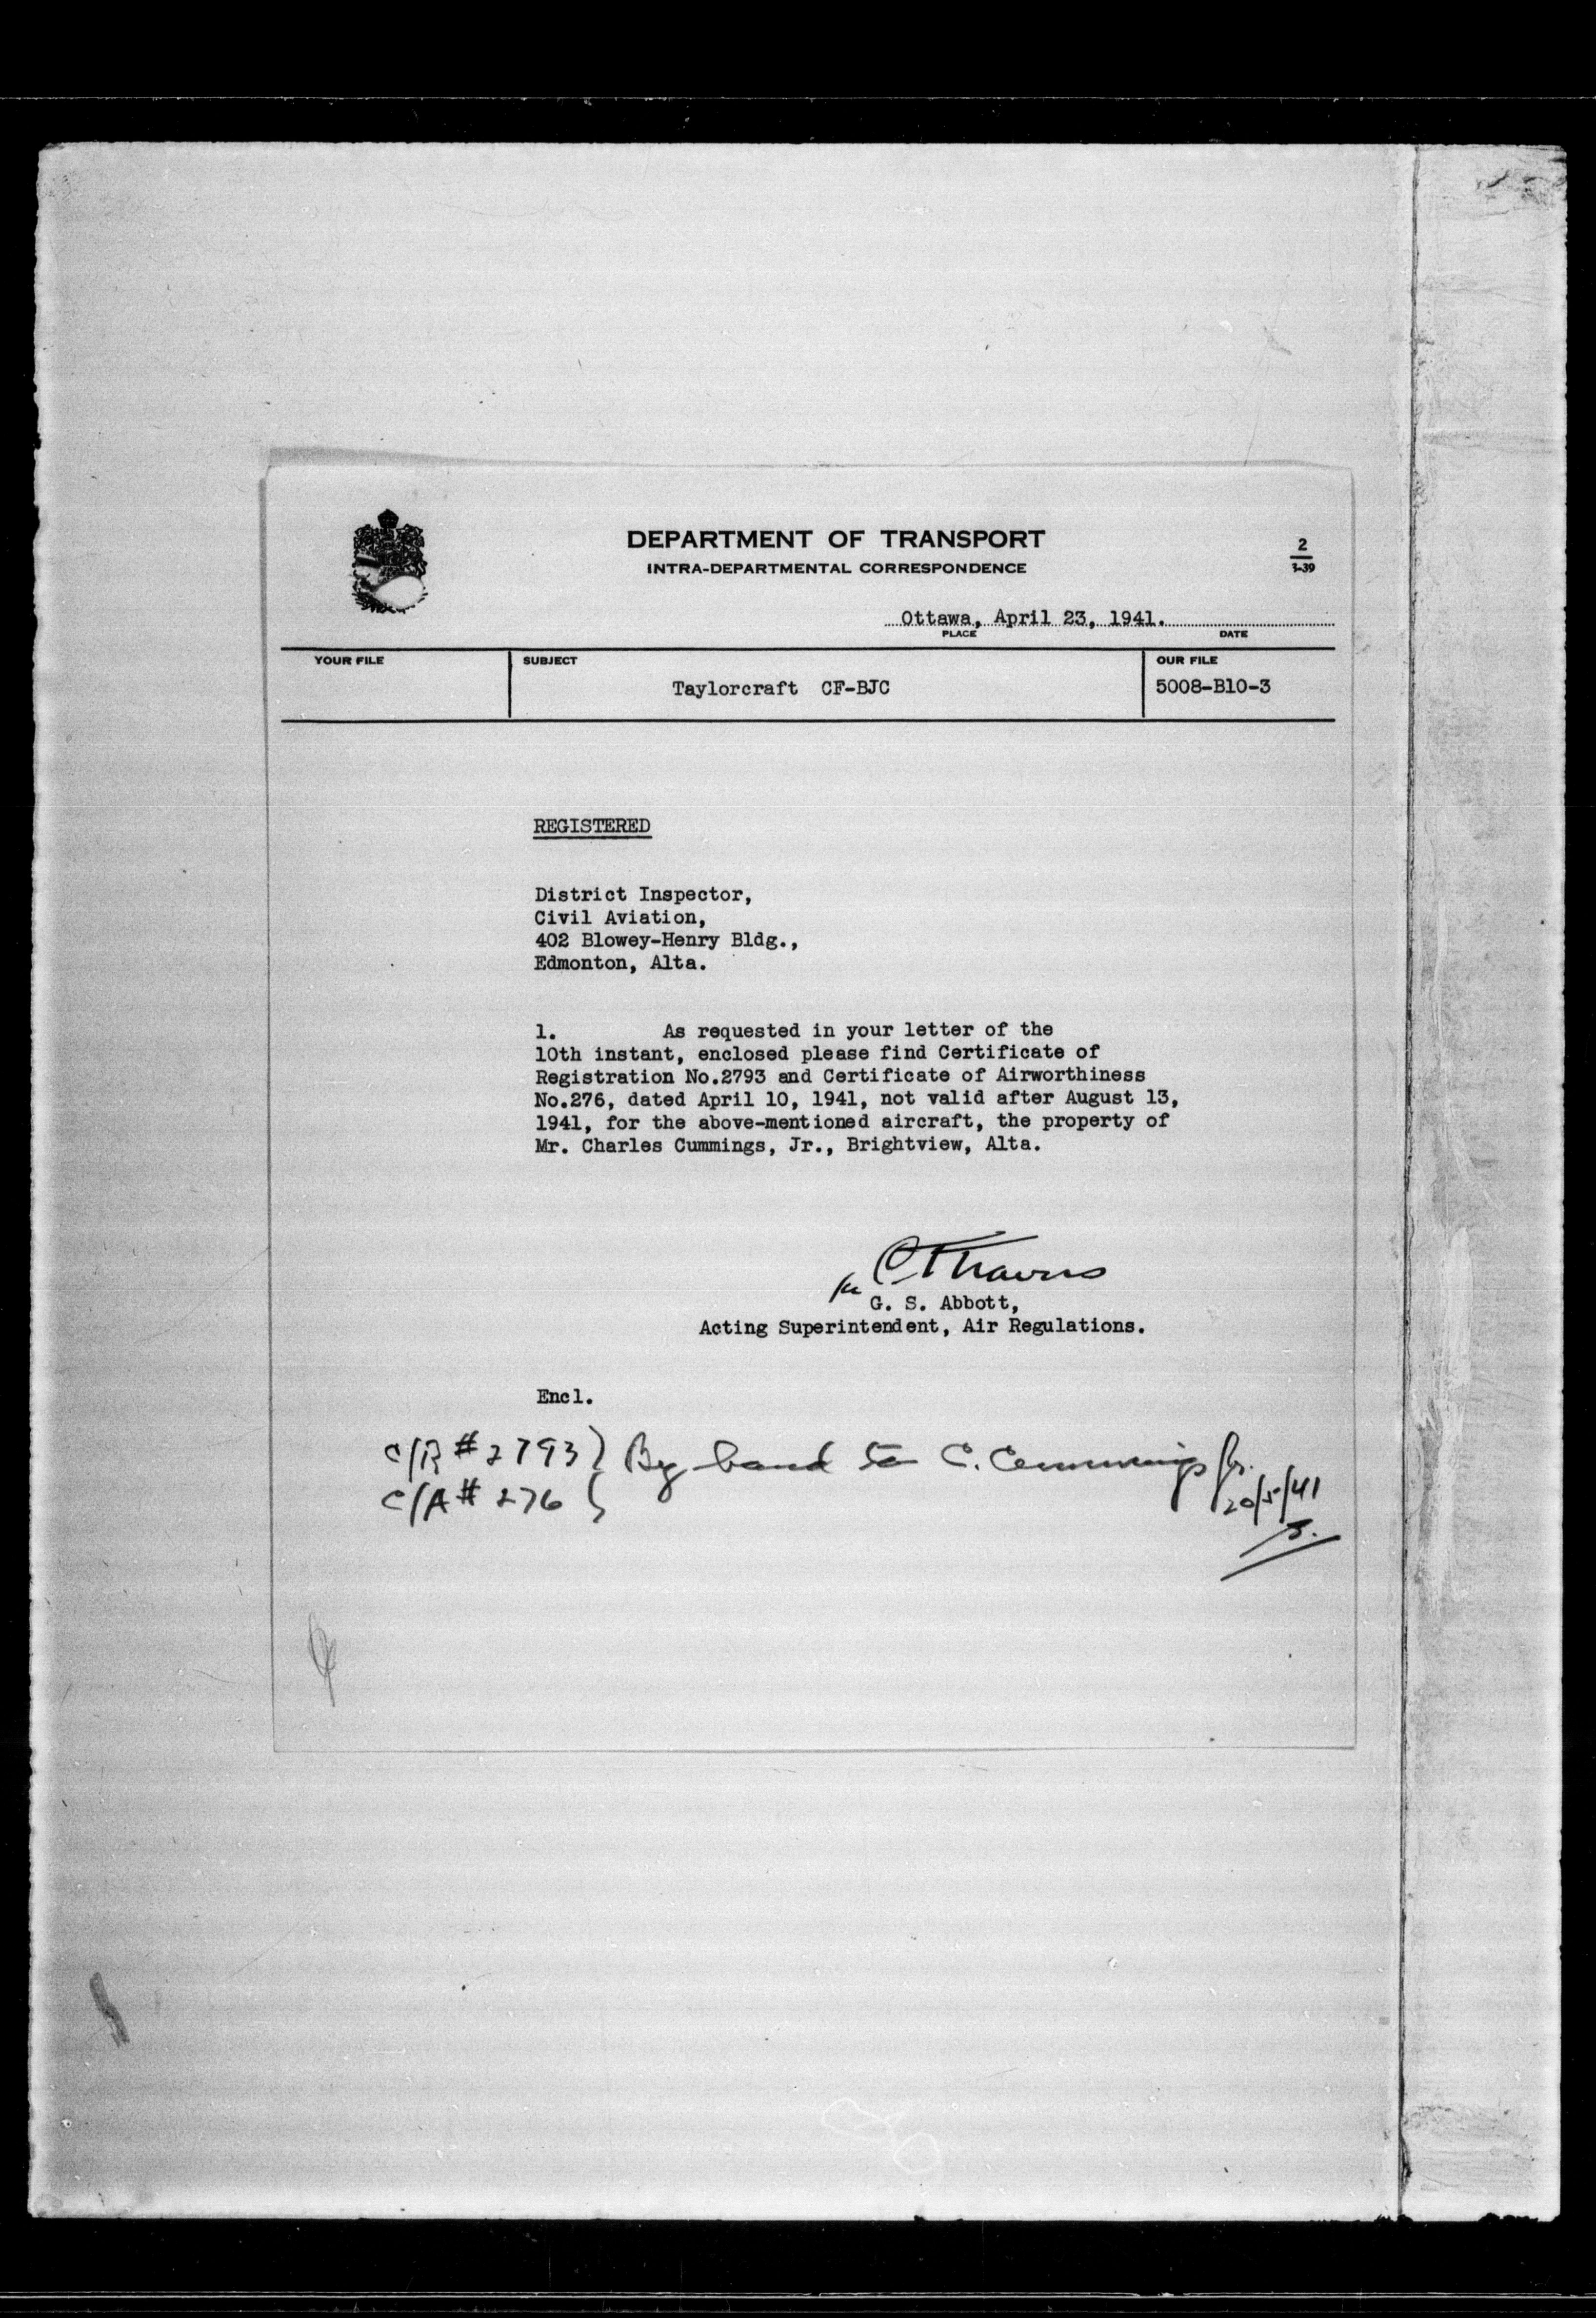 DEPARTMENT OF TRANSPORT
INTRA-DEPARTMENTAL CORRESPONDENCE
2
3-39
Ottawa, April 23, 1941.
PLACE DATE
YOUR FILE SUBJECT OUR FILE
Taylorcraft CF-BJC 5008-B10-3
REGISTERED
District Inspector,
Civil Aviation,
402 Blowey-Henry Bldg.,
Edmonton, Alta.
1. As requested in your letter of the
10th instant, enclosed please find Certificate of
Registration No.2793 and Certificate of Airworthiness
No.276, dated April 10, 1941, not valid after August 13,
1941, for the above-mentioned aircraft, the property of
Mr. Charles Cummings, Jr., Brightview, Alta.
G. S. Abbott,
Acting Superintendent, Air Regulations.
Encl.
C/R # 2793 } By hand to C. Cummings Jr.
C/A # 276
20/5/41